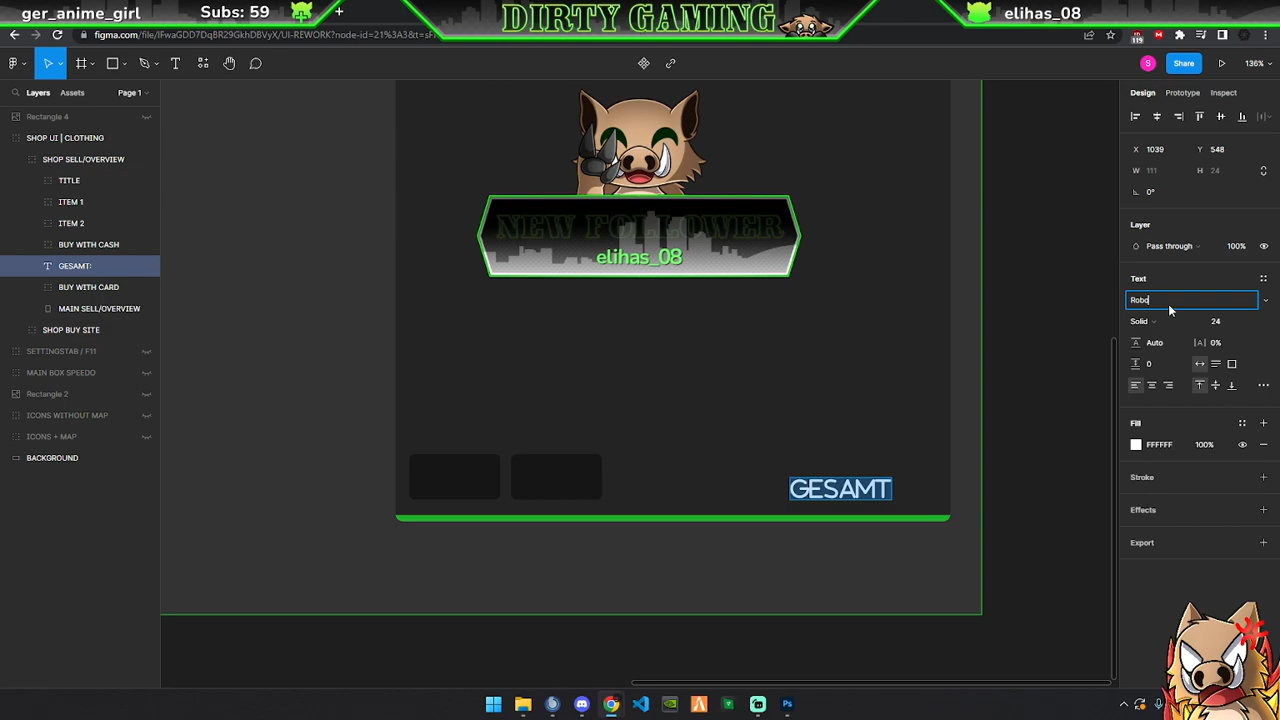 ger_anime_girl
Subs: 59
DIRTY GAMING
elihas_08
figma.com/file/IFwaGDD7DqBR29GkhDBVyX/UI-REWORK?node-id=21%3A3&t=sF
119
S
Share
136%
Layers
Assets
Page 1
Design
Prototype
Inspect
Rectangle 4
SHOP UI | CLOTHING
SHOP SELL/OVERVIEW
TITLE
ITEM 1
ITEM 2
BUY WITH CASH
GESAMT:
BUY WITH CARD
MAIN SELL/OVERVIEW
SHOP BUY SITE
SETTINGSTAB / F11
MAIN BOX SPEEDO
Rectangle 2
ICONS WITHOUT MAP
ICONS + MAP
BACKGROUND
NEW FOLLOWER
elihas_08
GESAMT
X 1039
Y 548
W 111
H 24
0°
Layer
Pass through
100%
Text
Robo
Solid
24
Auto
|A| 0%
0
Fill
FFFFFF
100%
Stroke
Effects
Export